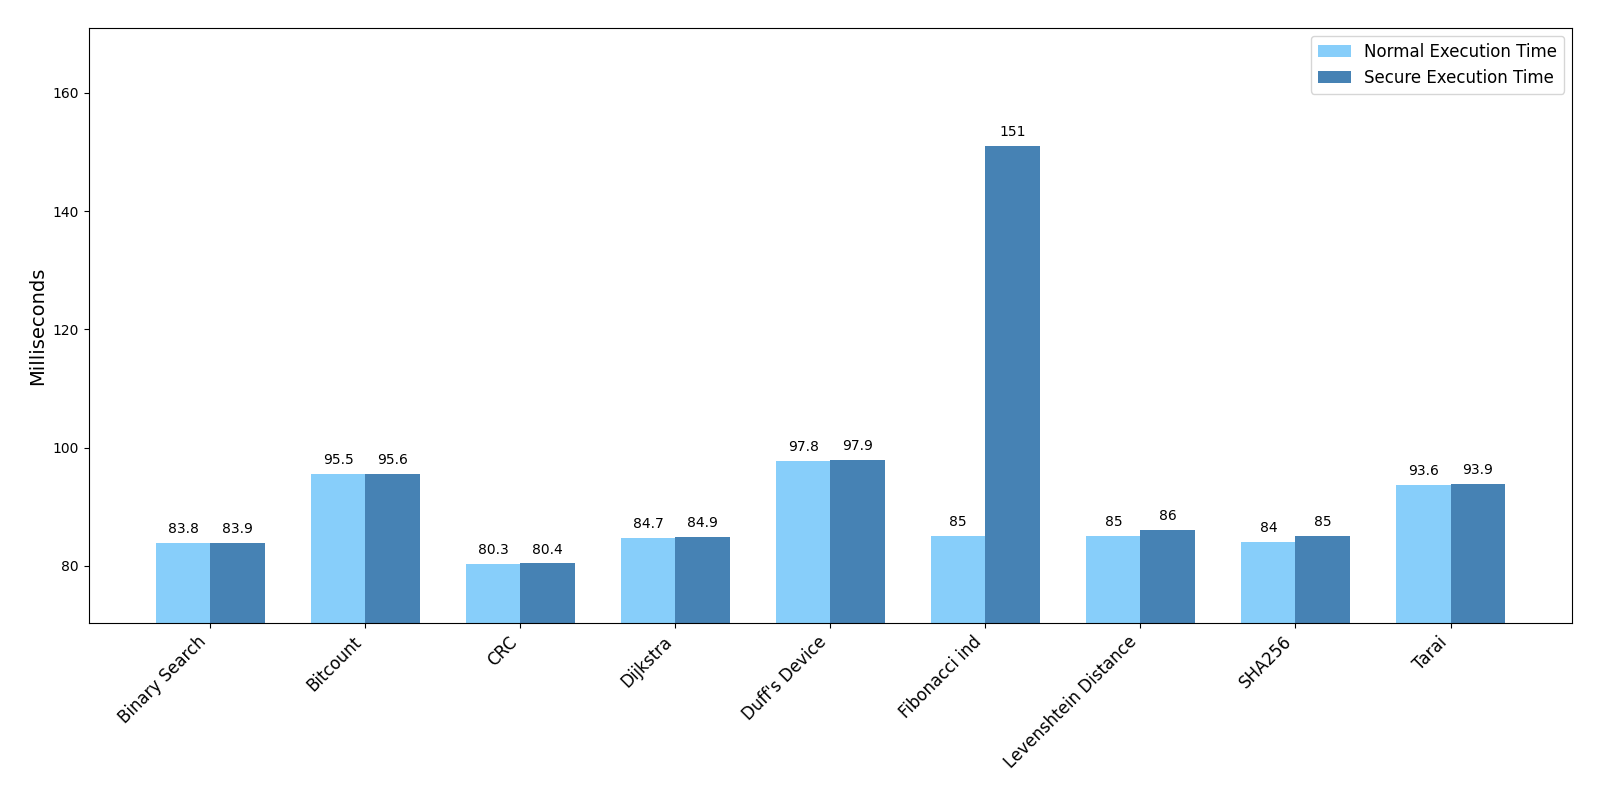 Normal Execution Time
Secure Execution Time
Milliseconds
160
140
120
100
80
83.8
83.9
95.5
95.6
80.3
80.4
84.7
84.9
97.8
97.9
85
151
85
86
84
85
93.6
93.9
Binary Search
Bitcount
CRC
Dijkstra
Duff's Device
Fibonacci ind
Levenshtein Distance
SHA256
Tarai